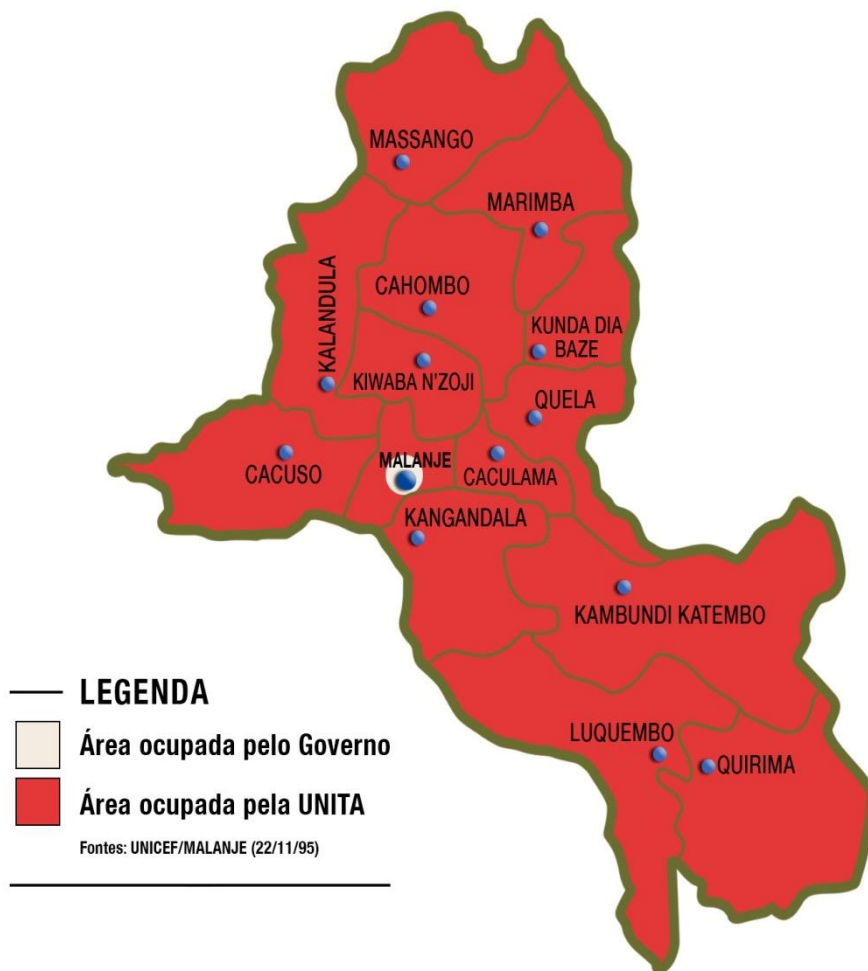 MASSANGO
MARIMBA
KALANDULA
CAHOMBO
KUNDA DIA
BAZE
KIWABA N'ZOJI
QUELA
CACUSO
MALANJE
CACULAMA
KANGANDALA
KAMBUNDI KATEMBO
LUQUEMBO
QUIRIMA
LEGENDA
Área ocupada pelo Governo
Área ocupada pela UNITA
Fontes: UNICEF/MALANJE (22/11/95)